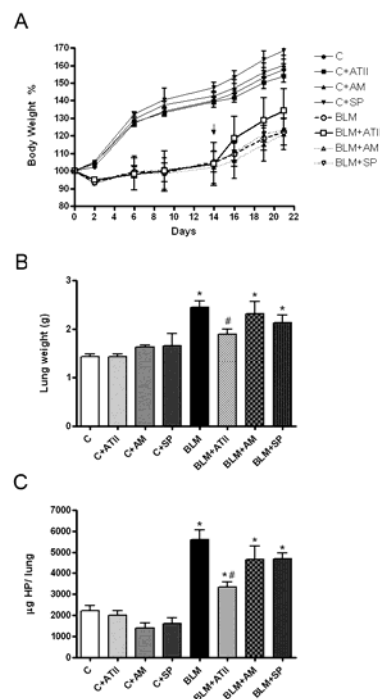 A
170
160
150
140
130
120
110
100
90
80
Body Weight %
0 2 4 6 8 10 12 14 16 18 20 22
Days
C
C+ATII
C+AM
C+SP
BLM
BLM+ATII
BLM+AM
BLM+SP
B
3
2
1
0
Lung weight (g)
* # * *
C C+ATII C+AM C+SP BLM BLM+ATII BLM+AM BLM+SP
C
7000
6000
5000
4000
3000
2000
1000
0
µg HP/ lung
* *# * *
C C+ATII C+AM C+SP BLM BLM+ATII BLM+AM BLM+SP